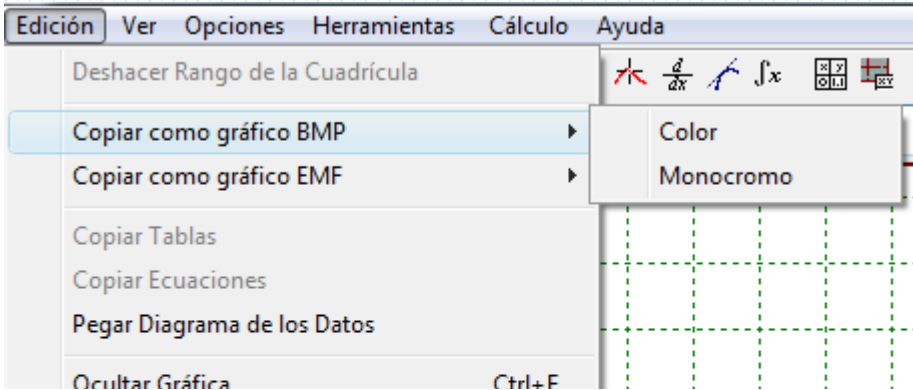 Edición Ver Opciones Herramientas Cálculo Ayuda
Deshacer Rango de la Cuadrícula
Copiar como gráfico BMP
Color
Copiar como gráfico EMF
Monocromo
Copiar Tablas
Copiar Ecuaciones
Pegar Diagrama de los Datos
Ocultar Gráfica Ctrl+F